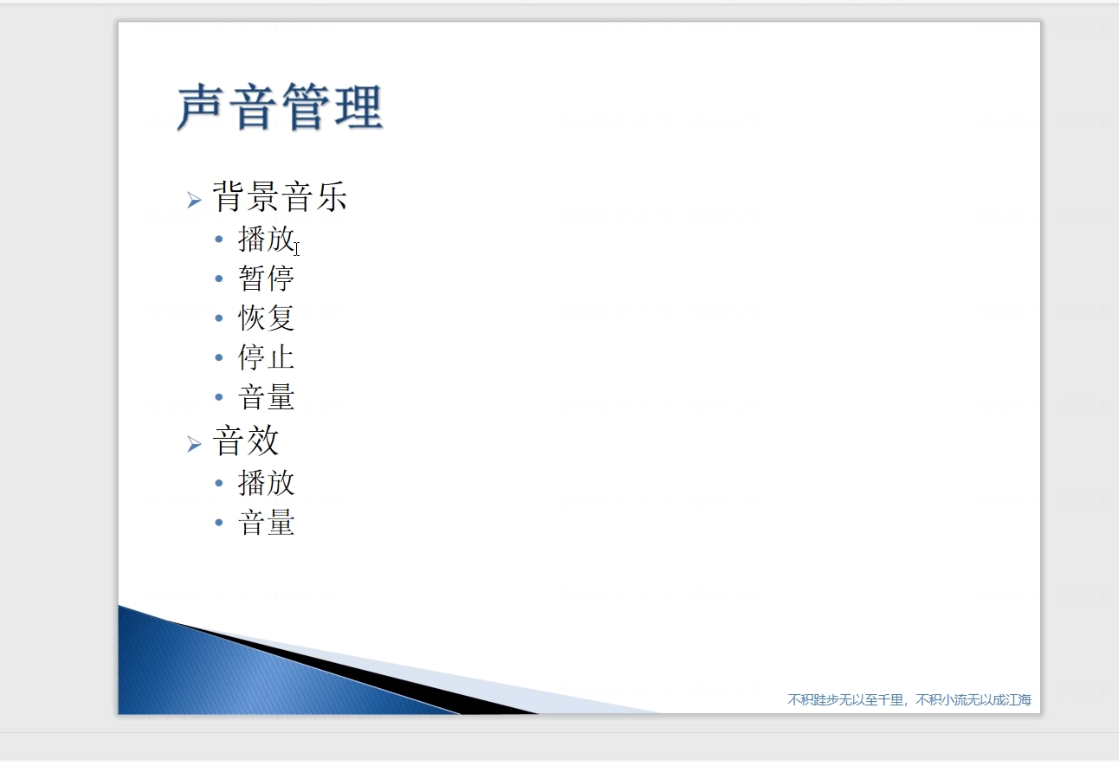 声音管理
背景音乐
播放
暂停
恢复
停止
音量
音效
播放
音量
不积跬步无以至千里，不积小流无以成江海